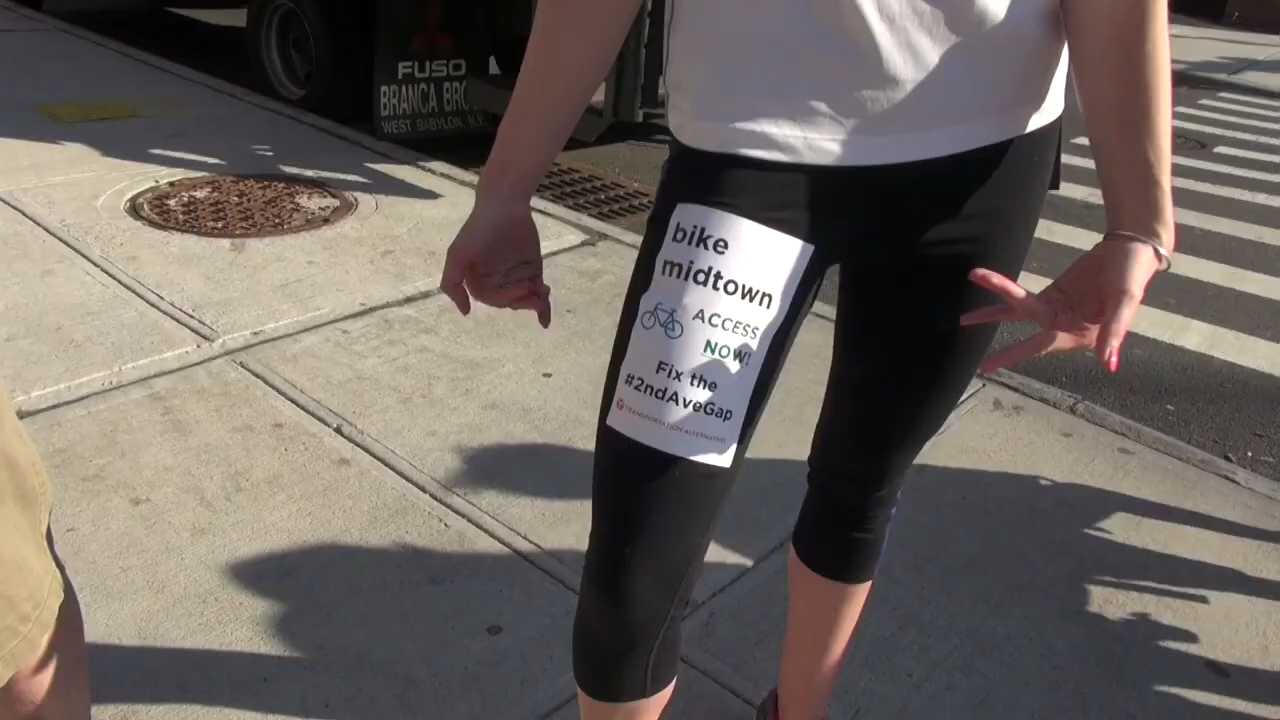 FUSO
BRANCA BRO
WEST BABYLON, N.Y.
bike
midtown
ACCESS
NOW!
Fix the
#2ndAveGap
TRANSPORTATION ALTERNATIVES